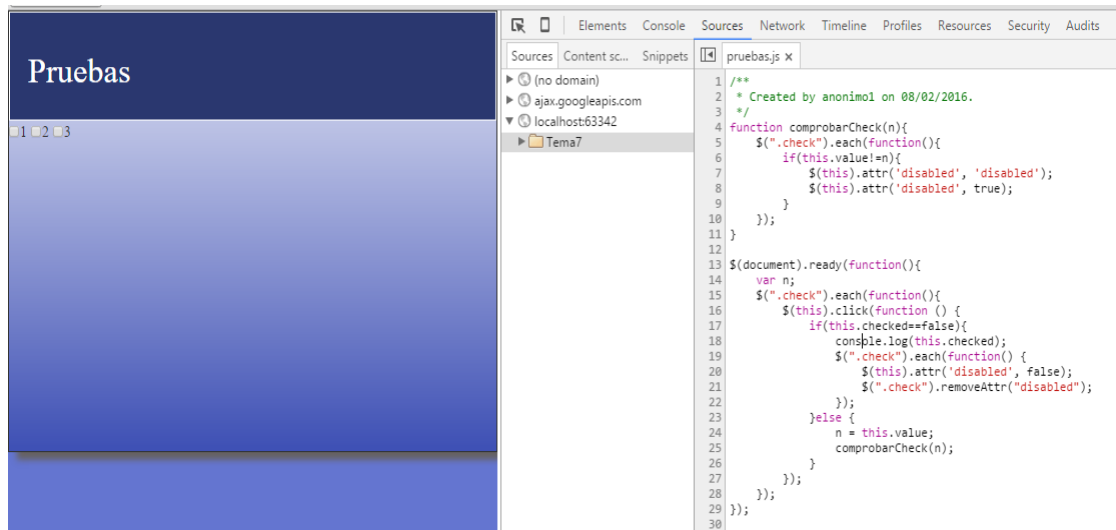 Pruebas
1 2 3
Elements Console Sources Network Timeline Profiles Resources Security Audits
Sources Content sc... Snippets
(no domain)
ajax.googleapis.com
localhost:63342
Tema7
pruebas.js x
1 /**
2 * Created by anonimo1 on 08/02/2016.
3 */
4 function comprobarCheck(n){
5 $(".check").each(function(){
6 if(this.value!=n){
7 $(this).attr('disabled', 'disabled');
8 $(this).attr('disabled', true);
9 }
10 });
11 }
12
13 $(document).ready(function(){
14 var n;
15 $(".check").each(function(){
16 $(this).click(function () {
17 if(this.checked==false){
18 console.log(this.checked);
19 $(".check").each(function() {
20 $(this).attr('disabled', false);
21 $(".check").removeAttr("disabled");
22 });
23 }else {
24 n = this.value;
25 comprobarCheck(n);
26 }
27 });
28 });
29 });
30